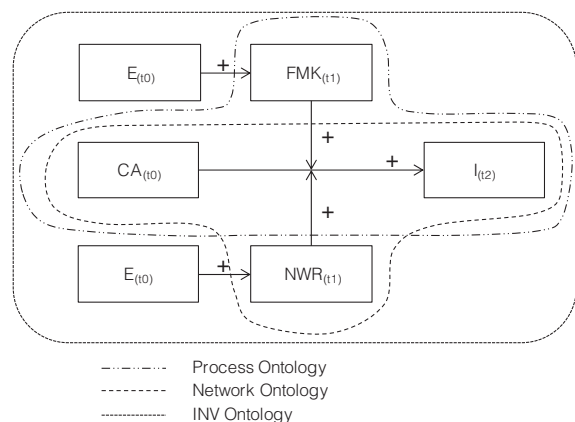 E(t0)
+
FMK(t1)
+
CA(t0)
+
I(t2)
+
E(t0)
+
NWR(t1)
Process Ontology
Network Ontology
INV Ontology